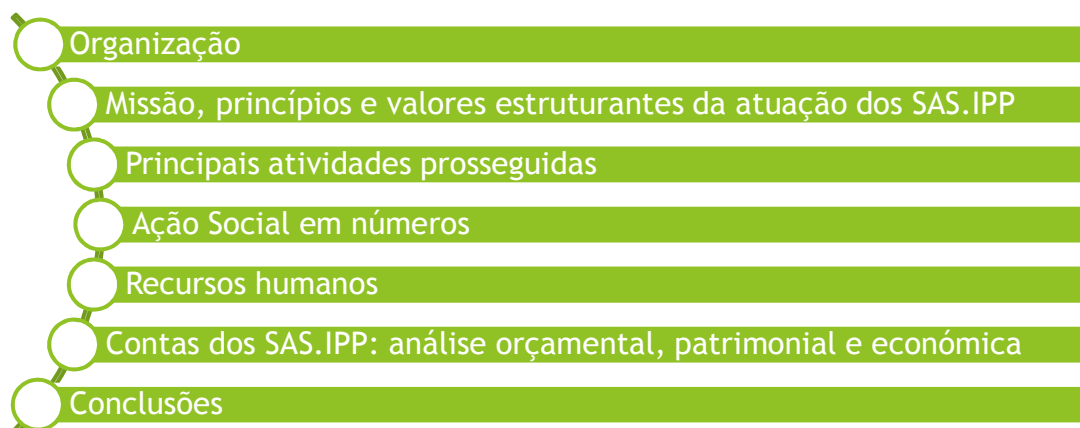 Organização
Missão, princípios e valores estruturantes da atuação dos SAS.IPP
Principais atividades prosseguidas
Ação Social em números
Recursos humanos
Contas dos SAS.IPP: análise orçamental, patrimonial e económica
Conclusões